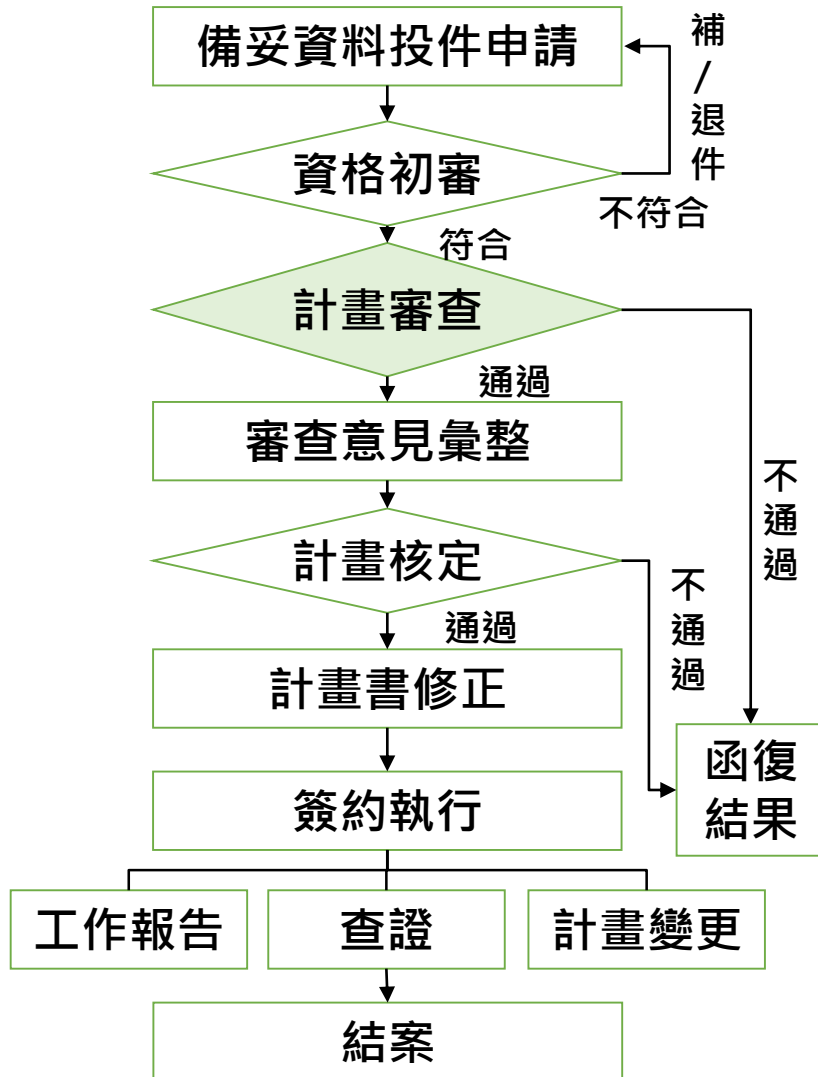 備妥資料投件申請
補
/
退
件
資格初審
不符合
符合
計畫審查
通過
不
通
過
審查意見彙整
計畫核定
不
通
過
通過
計畫書修正
函復
結果
簽約執行
工作報告
查證
計畫變更
結案